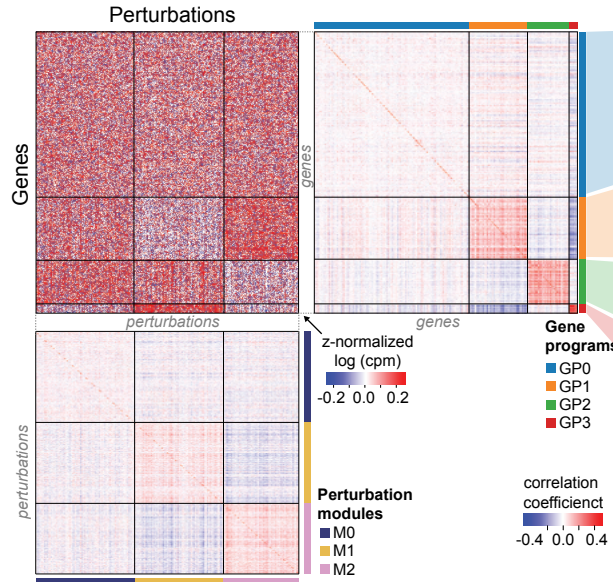 Perturbations
Genes
genes
perturbations
genes
z-normalized
log (cpm)
-0.2 0.0 0.2
Gene
programs
GP0
GP1
GP2
GP3
perturbations
Perturbation
modules
M0
M1
M2
correlation
coefficienct
-0.4 0.0 0.4